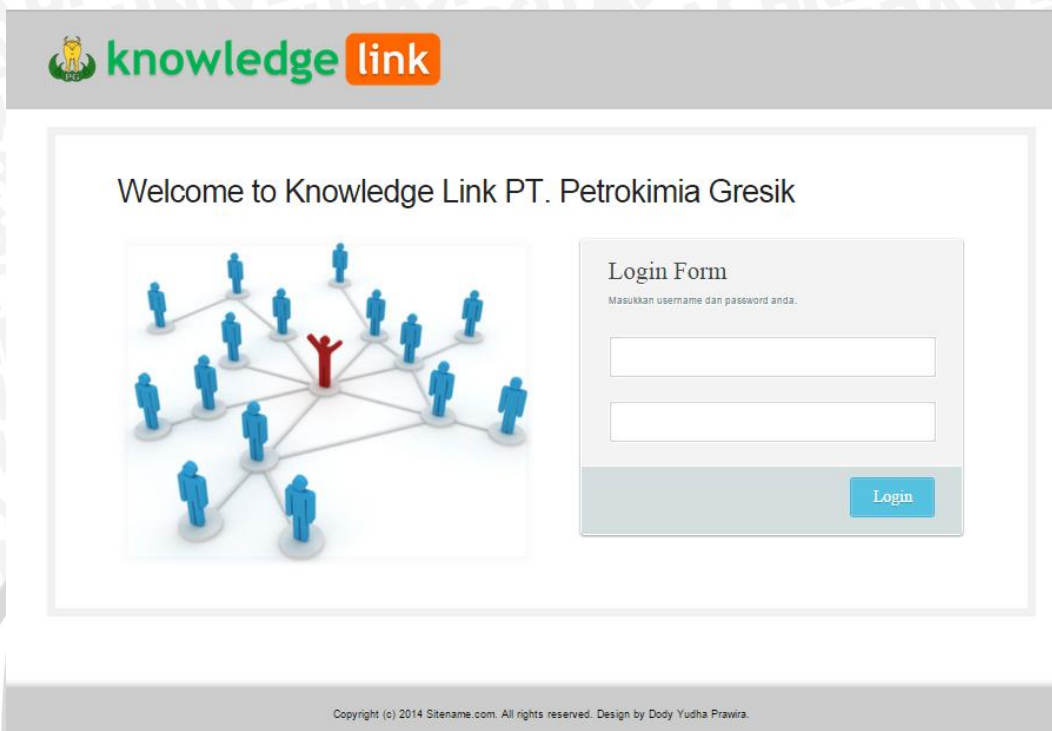 PG
knowledge link
Welcome to Knowledge Link PT. Petrokimia Gresik
Login Form
Masukkan username dan password anda.
Login
Copyright (c) 2014 Sitename.com. All rights reserved. Design by Dody Yudha Prawira.